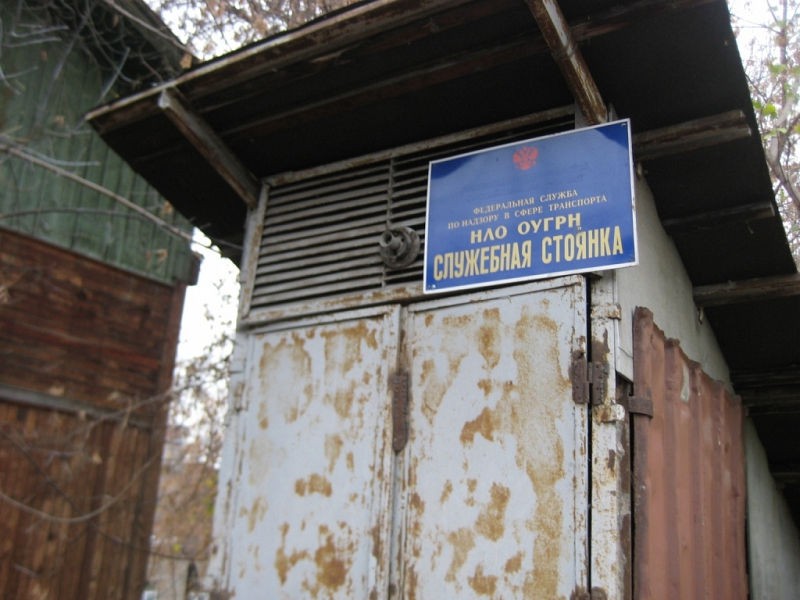 ФЕДЕРАЛЬНАЯ СЛУЖБА
ПО НАДЗОРУ В СФЕРЕ ТРАНСПОРТА
НЛО ОУГРН
СЛУЖЕБНАЯ СТОЯНКА